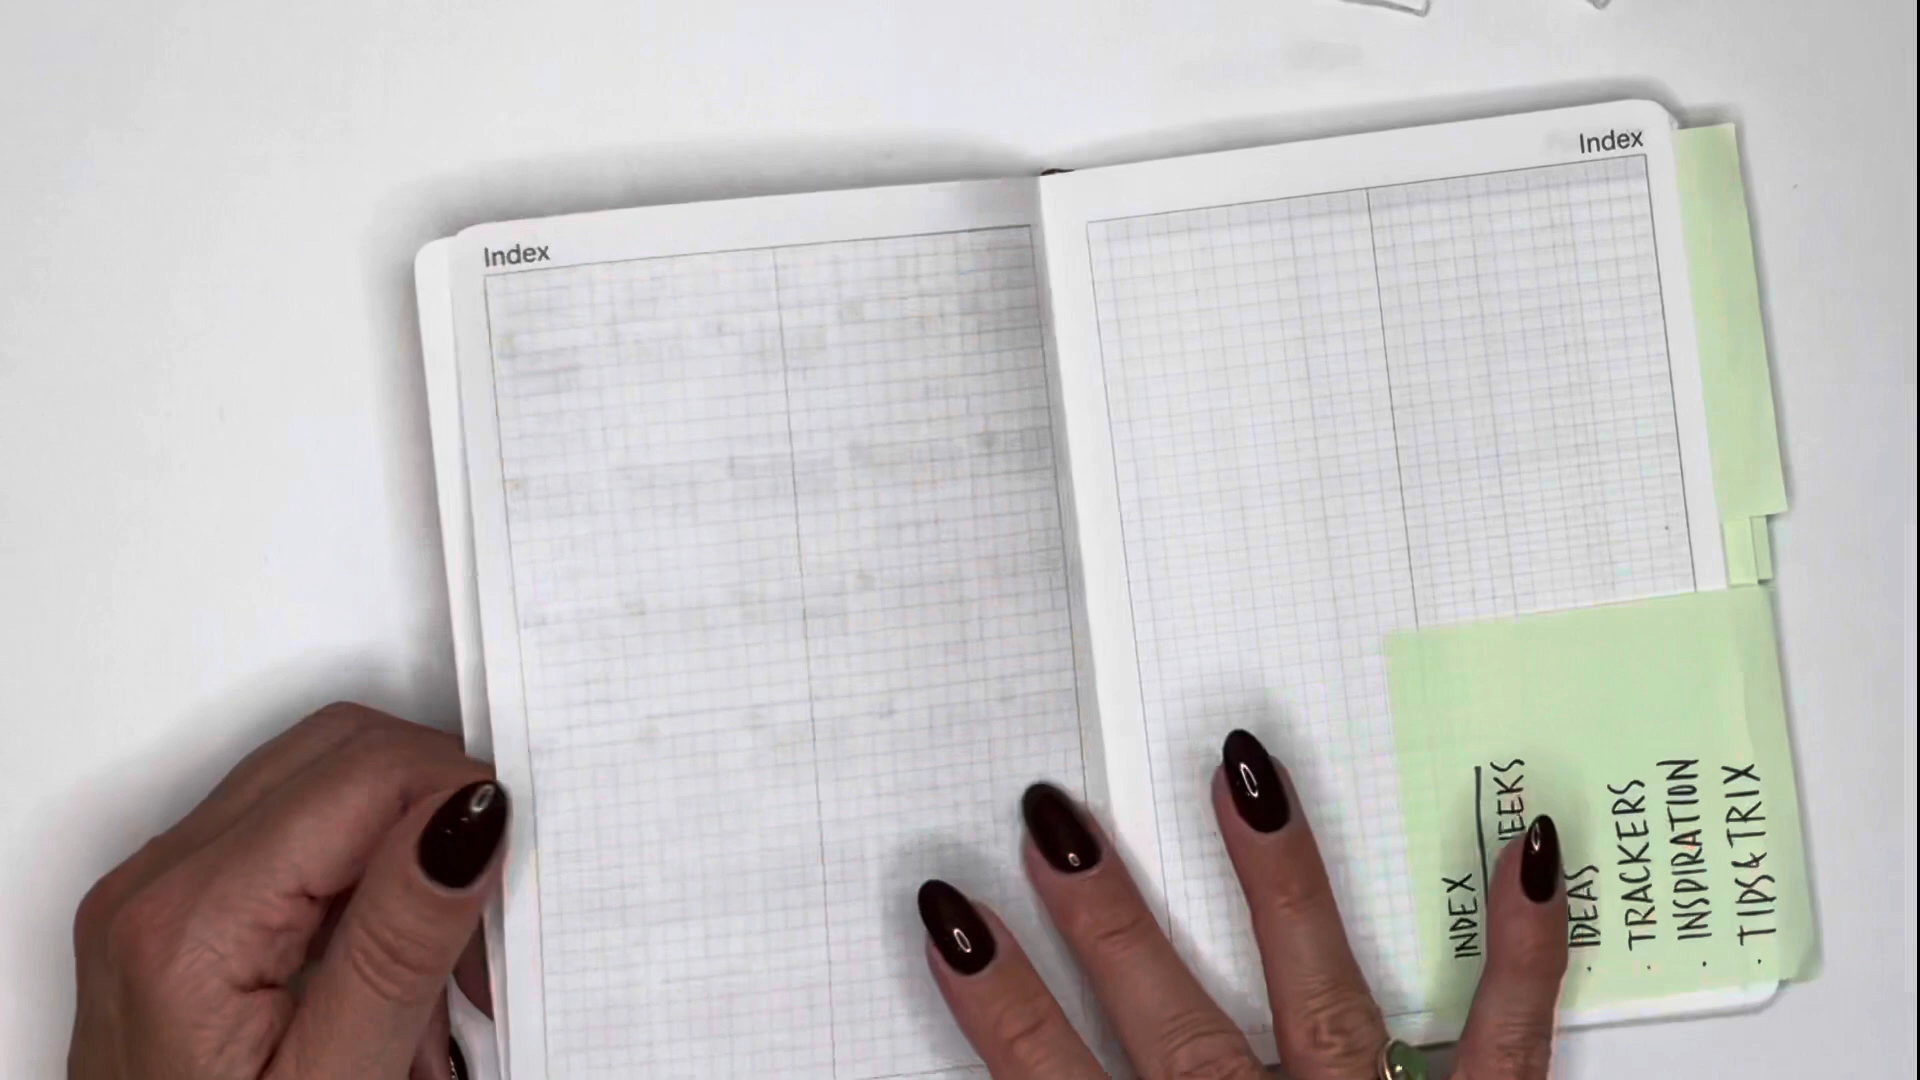 Index
Index
INDEX
EEKS
IDEAS
· TRACKERS
· INSPIRATION
· TIPS & TRIX